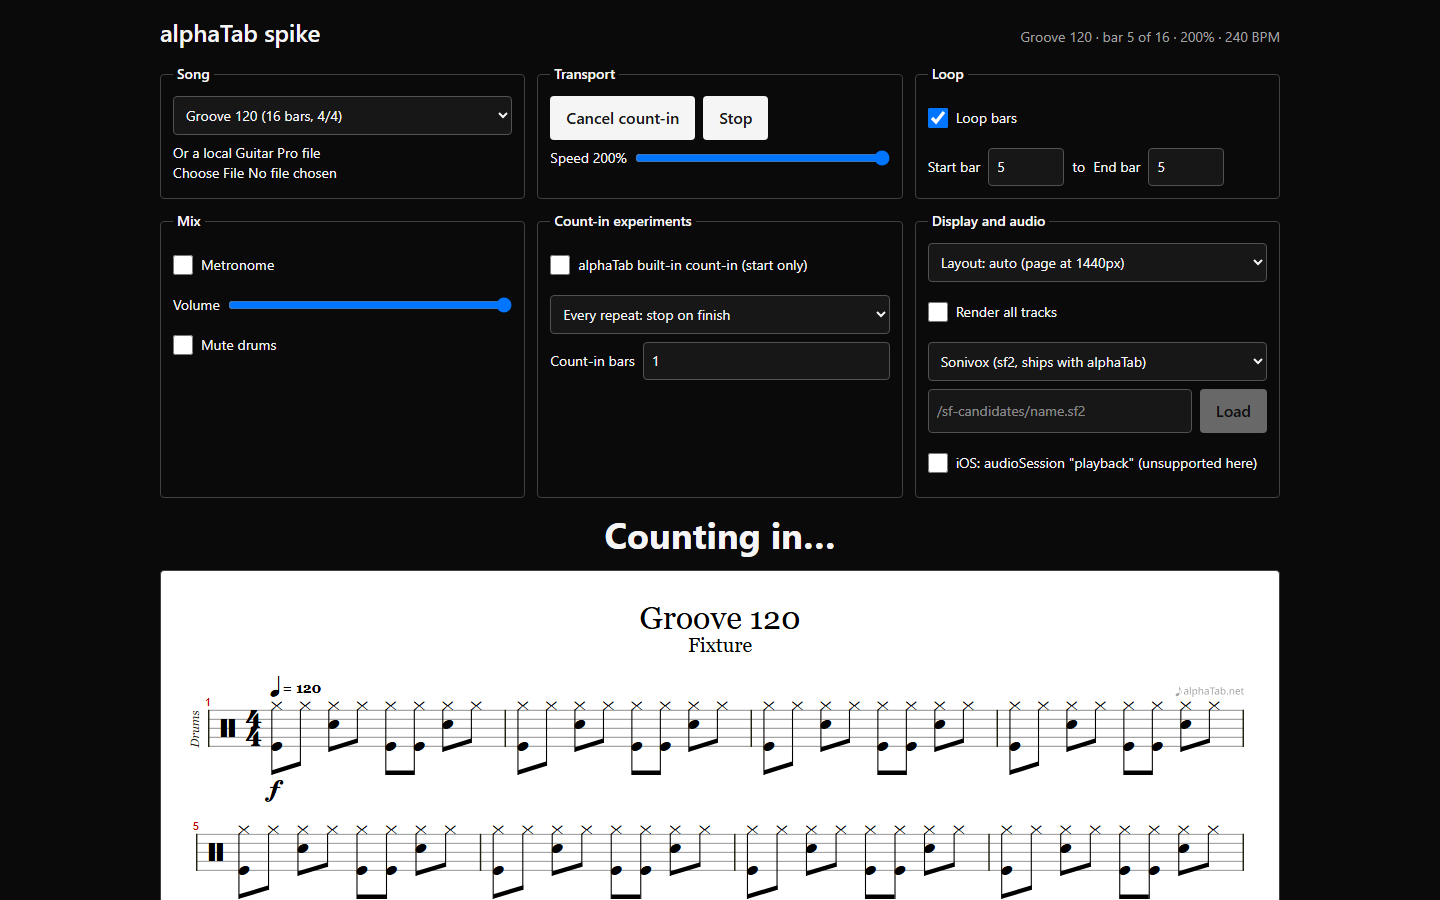 alphaTab spike
Groove 120 · bar 5 of 16 · 200% · 240 BPM
Song
Groove 120 (16 bars, 4/4)
Or a local Guitar Pro file
Choose File No file chosen
Transport
Cancel count-in
Stop
Speed 200%
Loop
Loop bars
Start bar 5 to End bar 5
Mix
Metronome
Volume
Mute drums
Count-in experiments
alphaTab built-in count-in (start only)
Every repeat: stop on finish
Count-in bars 1
Display and audio
Layout: auto (page at 1440px)
Render all tracks
Sonivox (sf2, ships with alphaTab)
/sf-candidates/name.sf2
Load
iOS: audioSession "playback" (unsupported here)
Counting in...
Groove 120
Fixture
= 120
alphaTab.net
1
Drums
4
4
f
5